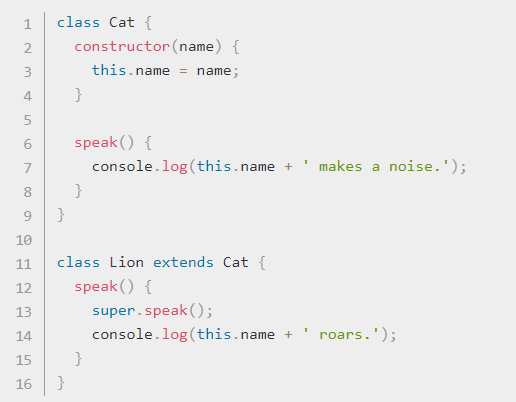 1 class Cat {
2   constructor(name) {
3     this.name = name;
4   }
5
6   speak() {
7     console.log(this.name + ' makes a noise.');
8   }
9 }
10
11 class Lion extends Cat {
12   speak() {
13     super.speak();
14     console.log(this.name + ' roars.');
15   }
16 }